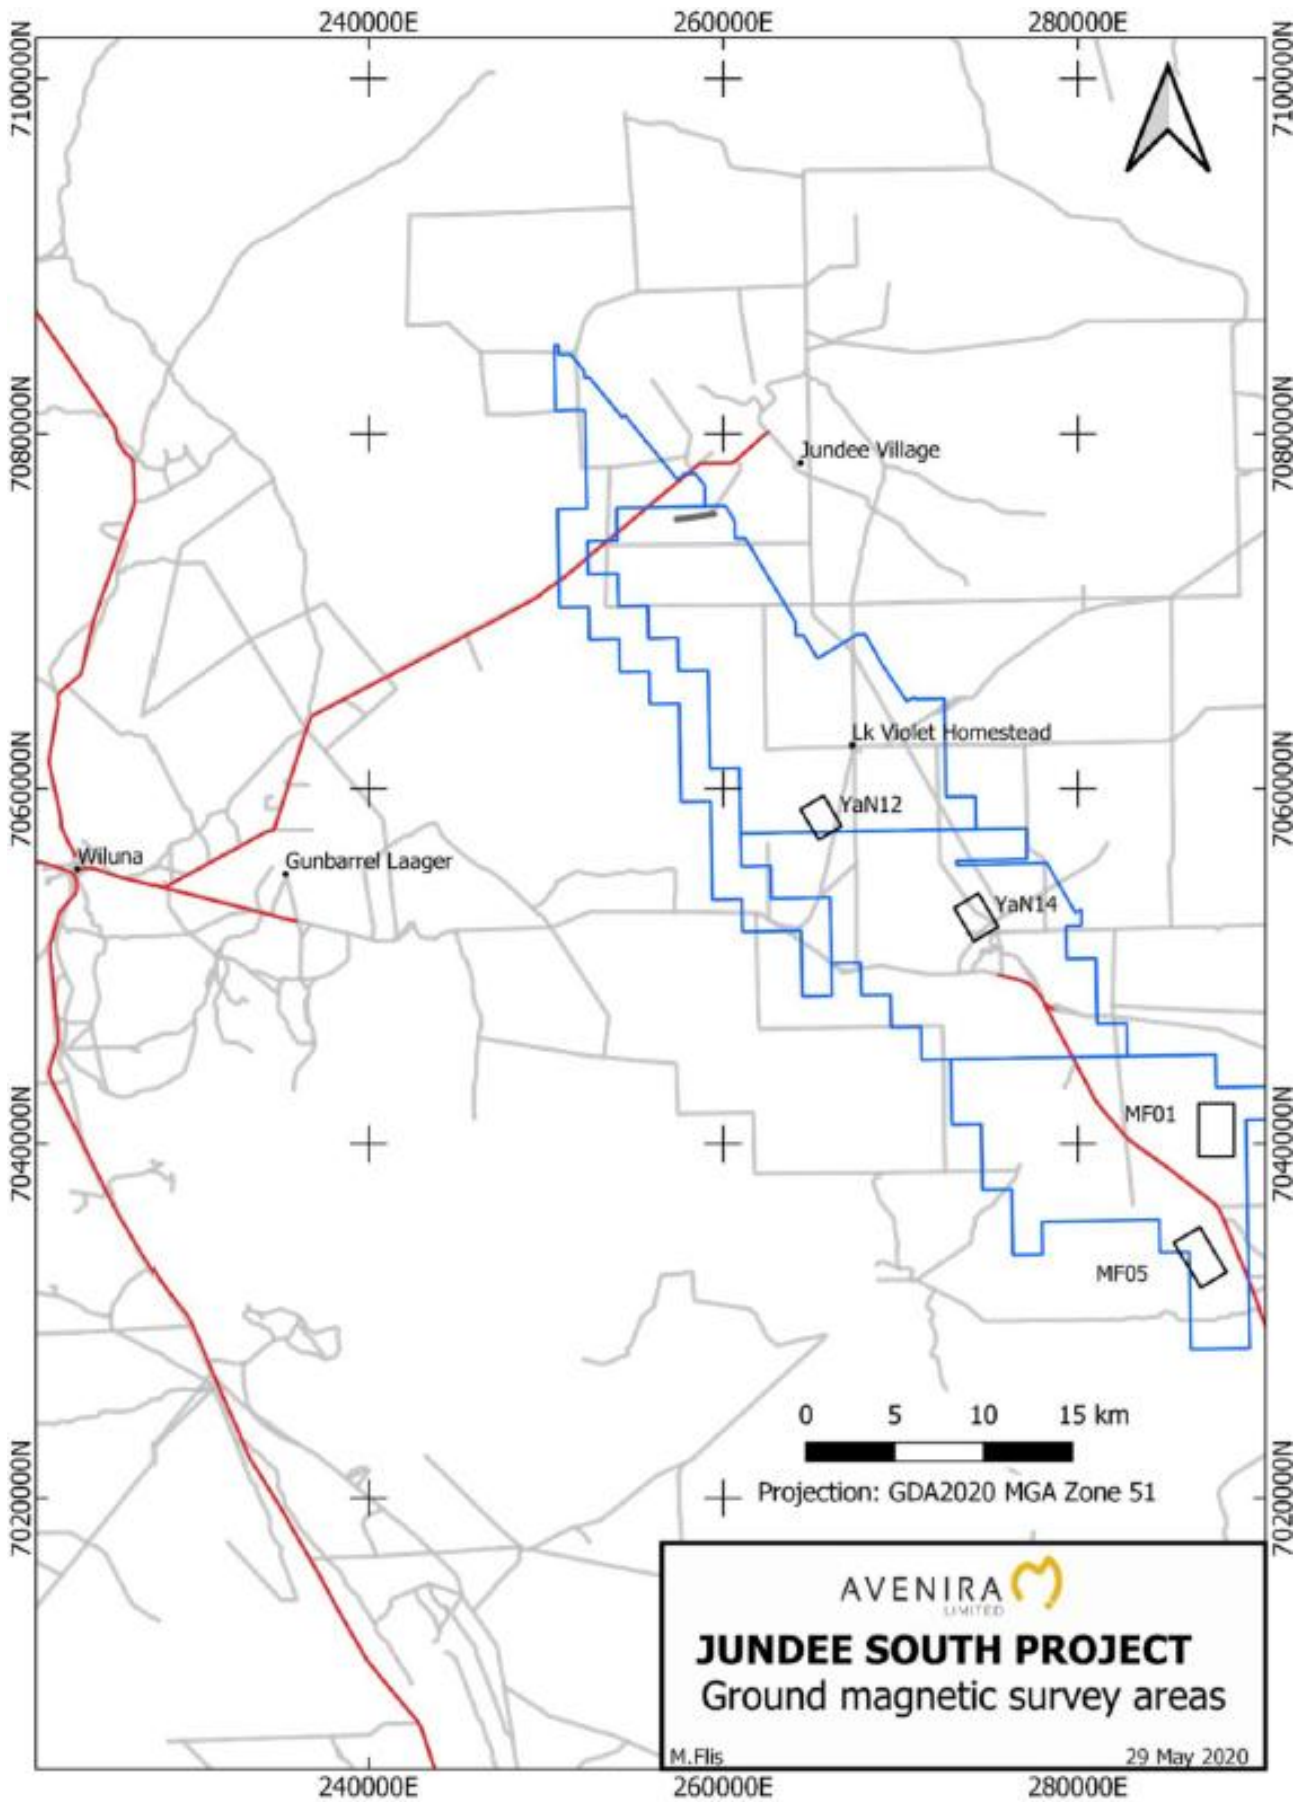 240000E
260000E
280000E
7100000N
7100000N
7080000N
7080000N
Jundee Village
Lk Violet Homestead
7060000N
7060000N
YaN12
Wiluna
Gunbarrel Laager
YaN14
MF01
7040000N
7040000N
MF05
0 5 10 15 km
Projection: GDA2020 MGA Zone 51
7020000N
7020000N
AVENIRA
LIMITED
JUNDEE SOUTH PROJECT
Ground magnetic survey areas
M.Flis
29 May 2020
240000E
260000E
280000E